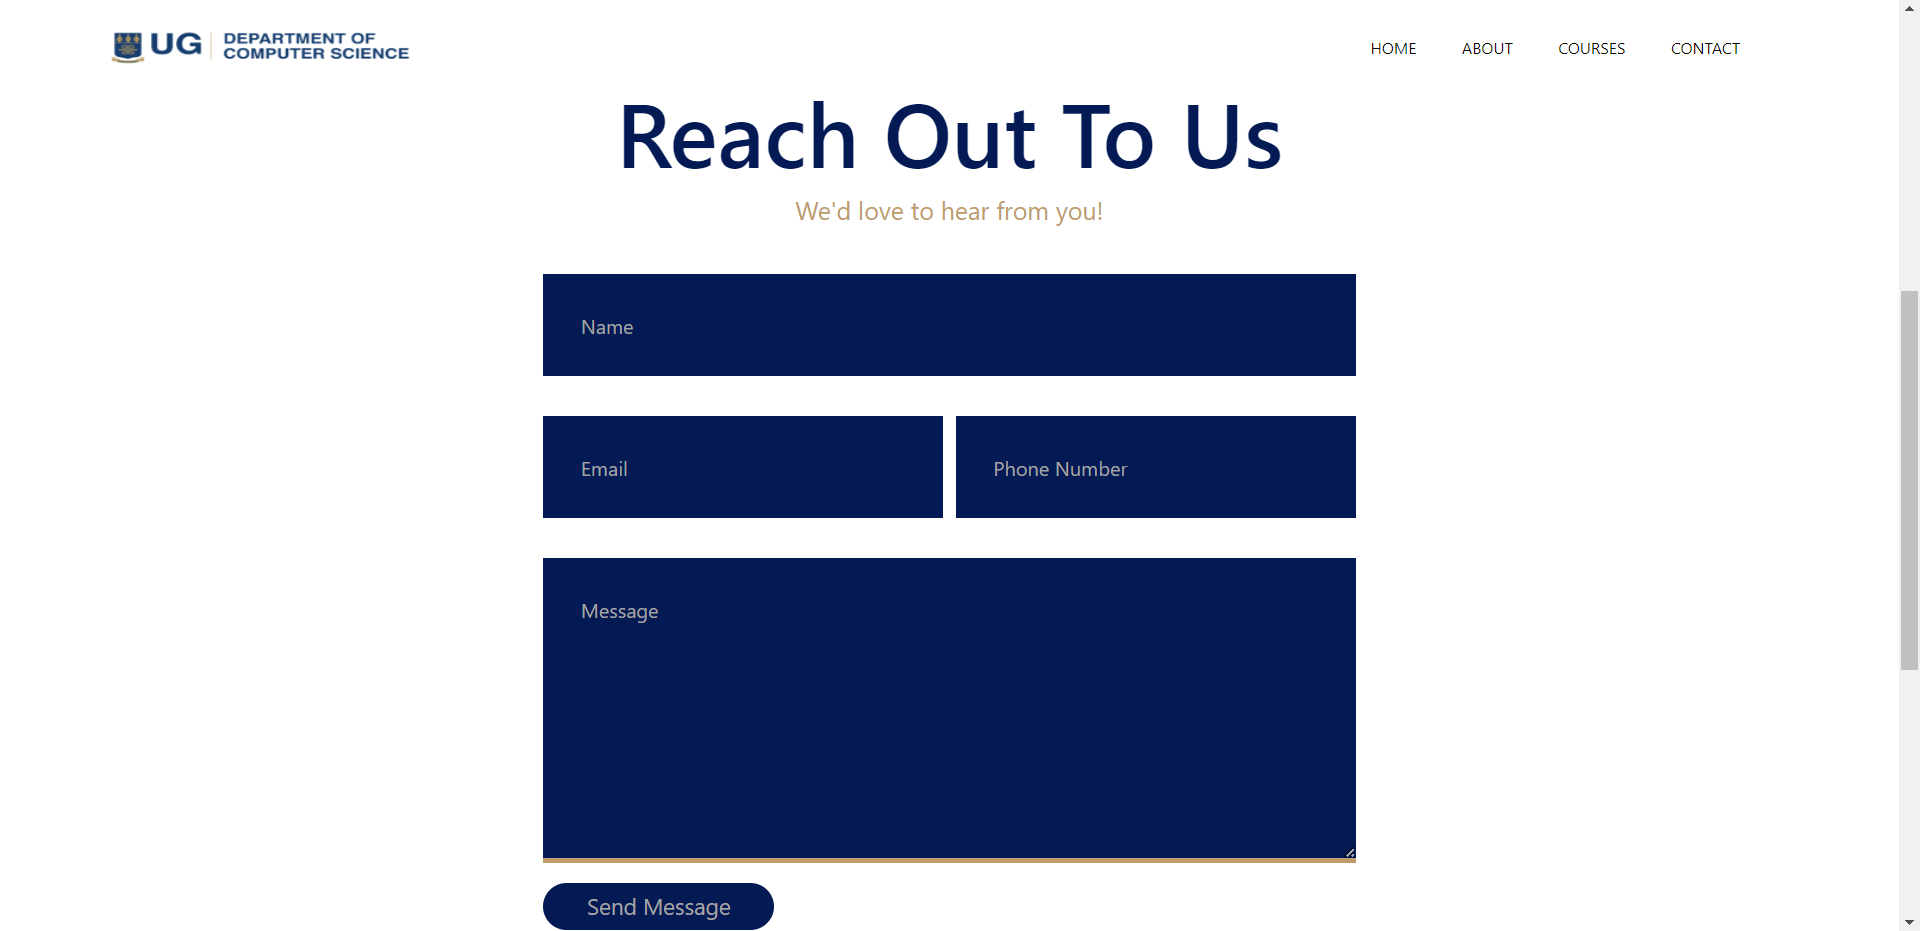 UG
DEPARTMENT OF
COMPUTER SCIENCE
HOME ABOUT COURSES CONTACT
Reach Out To Us
We'd love to hear from you!
Name
Email Phone Number
Message
Send Message